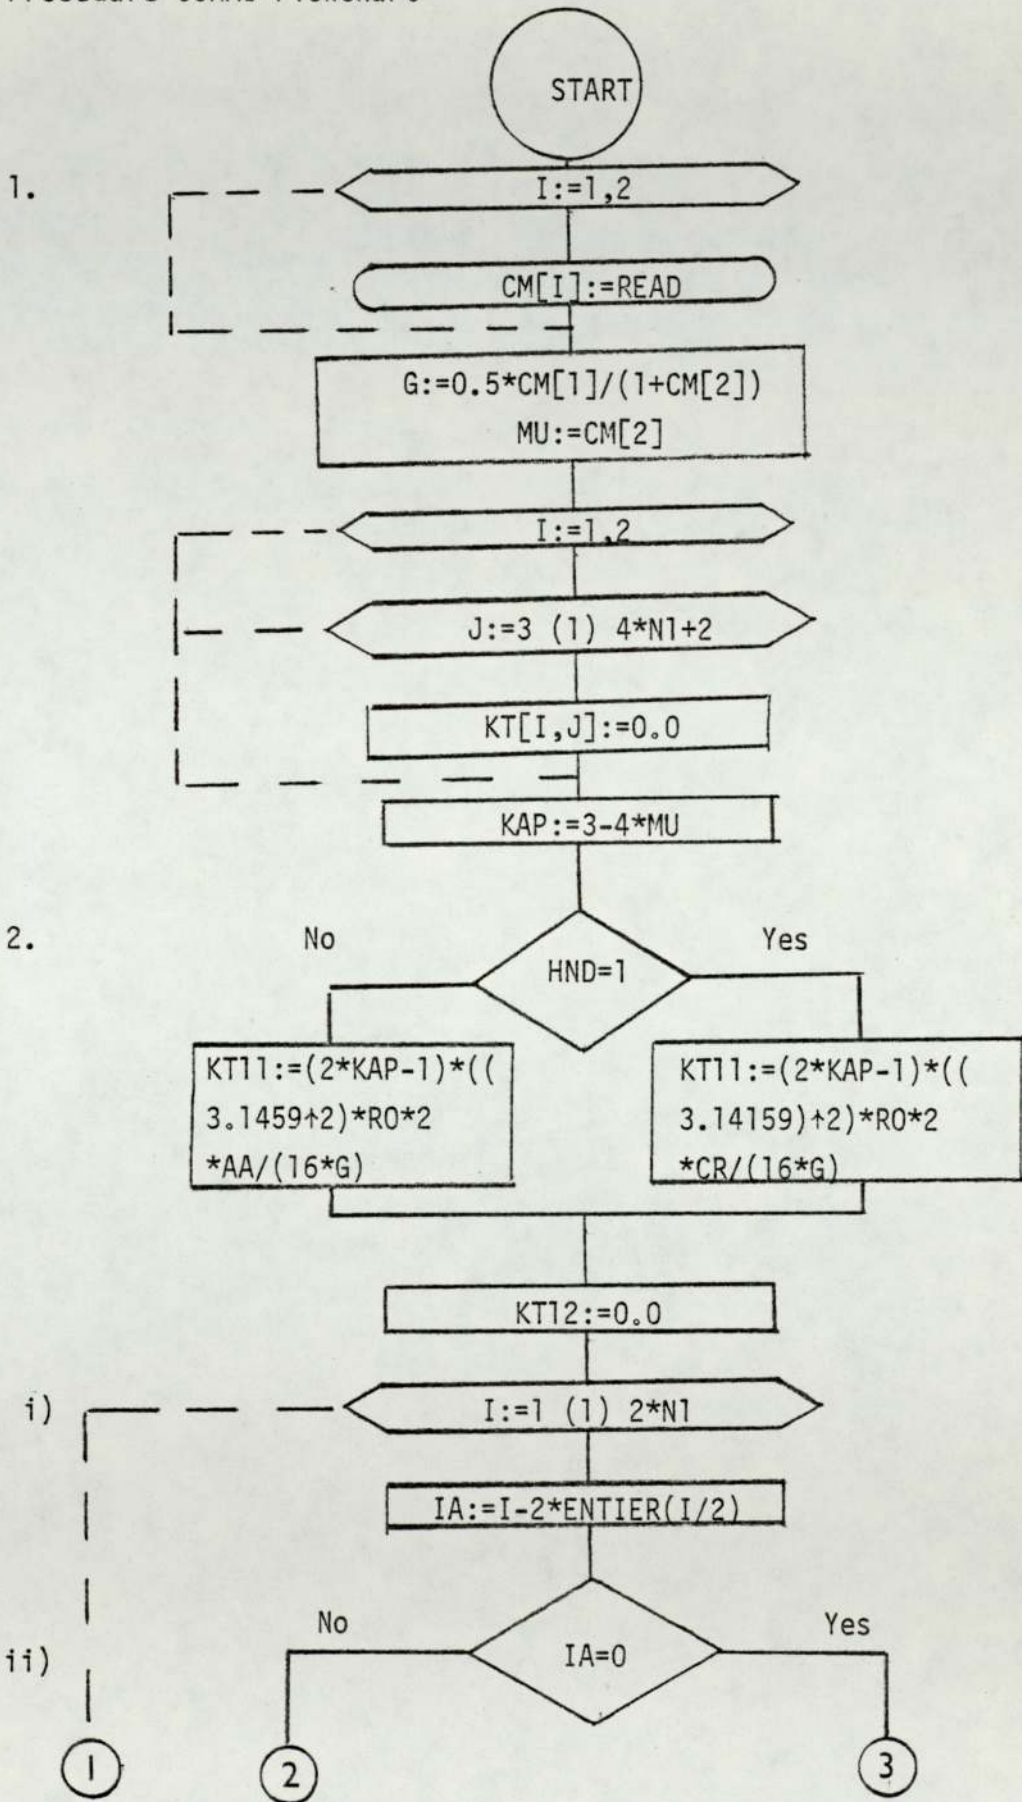 START
1.
I:=1,2
CM[I]:=READ
G:=0.5*CM[1]/(1+CM[2])
MU:=CM[2]
I:=1,2
J:=3 (1) 4*N1+2
KT[I,J]:=0.0
KAP:=3-4*MU
2.
No
Yes
HND=1
KT11:=(2*KAP-1)*((
3.1459↑2)*RO*2
*AA/(16*G)
KT11:=(2*KAP-1)*((
3.14159)↑2)*RO*2
*CR/(16*G)
KT12:=0.0
i)
I:=1 (1) 2*N1
IA:=I-2*ENTIER(I/2)
No
Yes
ii)
IA=0
1
2
3